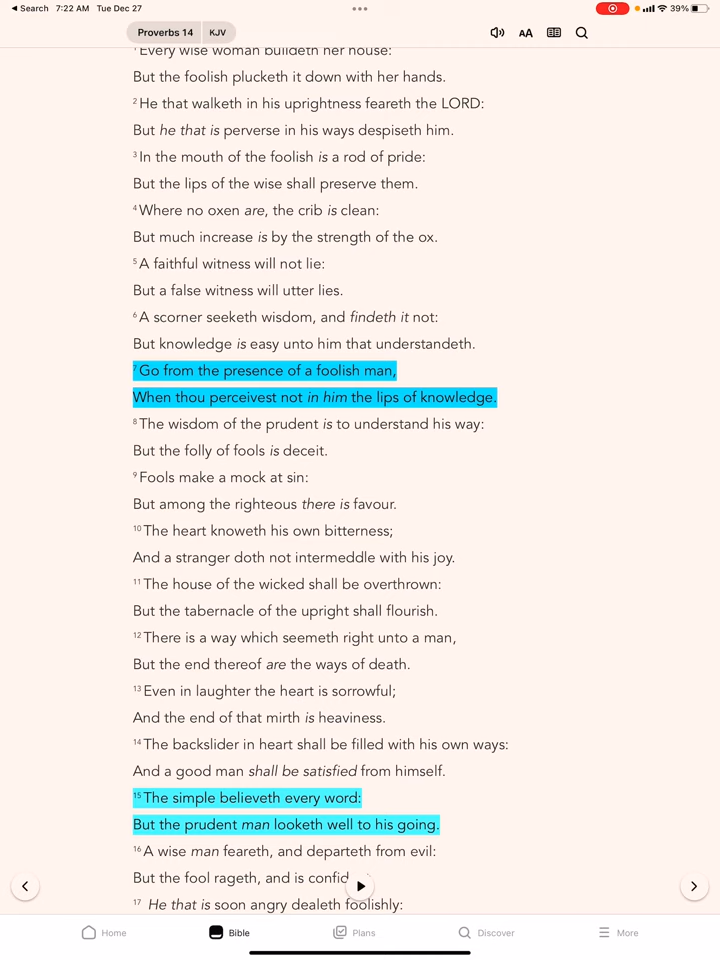 Search 7:22 AM Tue Dec 27 39%
Proverbs 14 KJV AA
1 Every wise woman buildeth her house:
But the foolish plucketh it down with her hands.
2 He that walketh in his uprightness feareth the LORD:
But he that is perverse in his ways despiseth him.
3 In the mouth of the foolish is a rod of pride:
But the lips of the wise shall preserve them.
4 Where no oxen are, the crib is clean:
But much increase is by the strength of the ox.
5 A faithful witness will not lie:
But a false witness will utter lies.
6 A scorner seeketh wisdom, and findeth it not:
But knowledge is easy unto him that understandeth.
7 Go from the presence of a foolish man,
When thou perceivest not in him the lips of knowledge.
8 The wisdom of the prudent is to understand his way:
But the folly of fools is deceit.
9 Fools make a mock at sin:
But among the righteous there is favour.
10 The heart knoweth his own bitterness;
And a stranger doth not intermeddle with his joy.
11 The house of the wicked shall be overthrown:
But the tabernacle of the upright shall flourish.
12 There is a way which seemeth right unto a man,
But the end thereof are the ways of death.
13 Even in laughter the heart is sorrowful;
And the end of that mirth is heaviness.
14 The backslider in heart shall be filled with his own ways:
And a good man shall be satisfied from himself.
15 The simple believeth every word:
But the prudent man looketh well to his going.
16 A wise man feareth, and departeth from evil:
But the fool rageth, and is confid
17 He that is soon angry dealeth foolishly:
Home Bible Plans Discover More